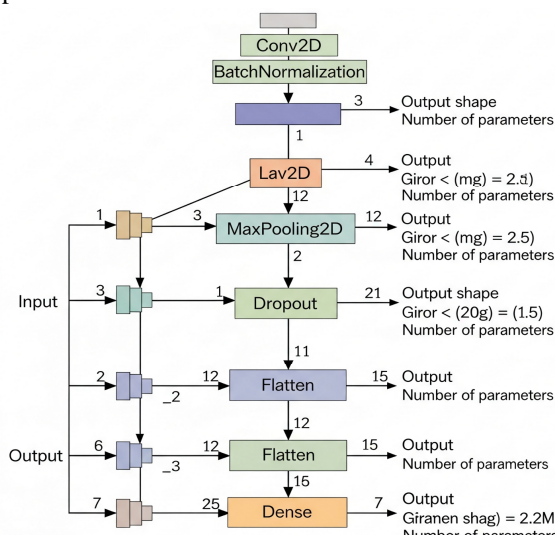 Conv2D
BatchNormalization
3
Output shape
Number of parameters
1
Lav2D
4
Output
Giror < (mg) = 2.
Number of parameters
12
1
3
MaxPooling2D
12
Output
Giror < (mg) = 2.5)
Number of parameters
2
Input
3
1
Dropout
21
Output shape
Giror < (20g) = (1.5)
Number of parameters
11
2
_2
12
Flatten
15
Output
Number of parameters
12
Output
6
_3
12
Flatten
15
Output
Number of parameters
15
7
25
Dense
7
Output
Giranen shag) = 2.2M
Number of parameters